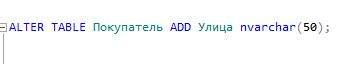 ALTER TABLE Покупатель ADD Улица nvarchar(50);